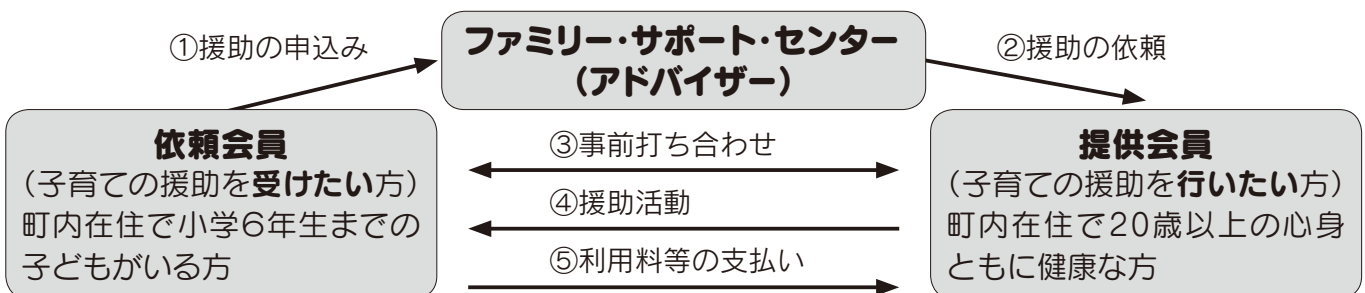 ①援助の申込み
ファミリー・サポート・センター
(アドバイザー)
②援助の依頼
依頼会員
(子育ての援助を受けたい方)
町内在住で小学6年生までの
子どもがいる方
③事前打ち合わせ
④援助活動
⑤利用料等の支払い
提供会員
(子育ての援助を行いたい方)
町内在住で20歳以上の心身
ともに健康な方